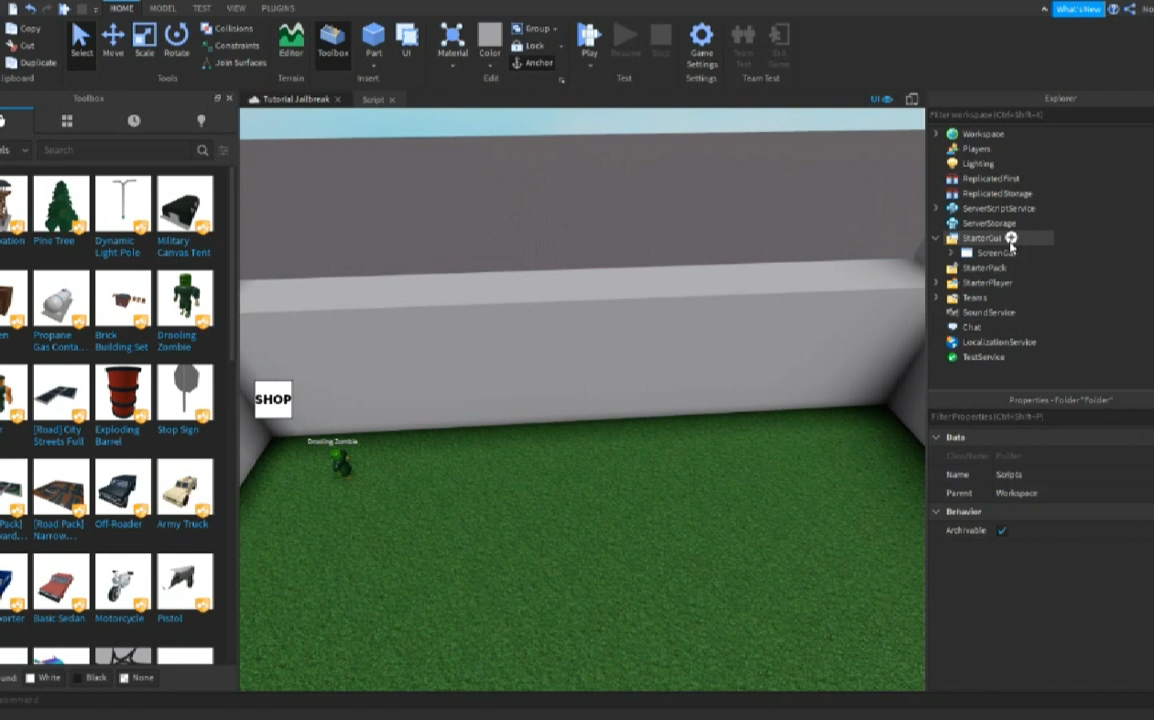 HOME MODEL TEST VIEW PLUGINS What's New
Copy
Cut
Duplicate
Select Move Scale Rotate
Collisions
Constraints
Join Surfaces
Tools
Editor
Terrain
Toolbox Part UI
Insert
Material Color
Group
Lock
Anchor
Edit
Play Resume Stop
Test
Game Settings
Settings
Team Test Exit Game
Team Test
Toolbox
Tutorial Jailbreak Script UI
Search
Pine Tree
Dynamic Light Pole
Military Canvas Tent
Propane Gas Conta...
Brick Building Set
Drooling Zombie
[Road] City Streets Full
Exploding Barrel
Stop Sign
[Road Pack] Narrow...
Off-Roader
Army Truck
Basic Sedan
Motorcycle
Pistol
White Black None
SHOP
Drooling Zombie
Explorer
Filter workspace (Ctrl+Shift+X)
Workspace
Players
Lighting
ReplicatedFirst
ReplicatedStorage
ServerScriptService
ServerStorage
StarterGui
StarterPack
StarterPlayer
Teams
SoundService
Chat
LocalizationService
TestService
Properties - Folder "Folder"
Filter Properties (Ctrl+Shift+P)
Data
ClassName Folder
Name Scripts
Parent Workspace
Behavior
Archivable